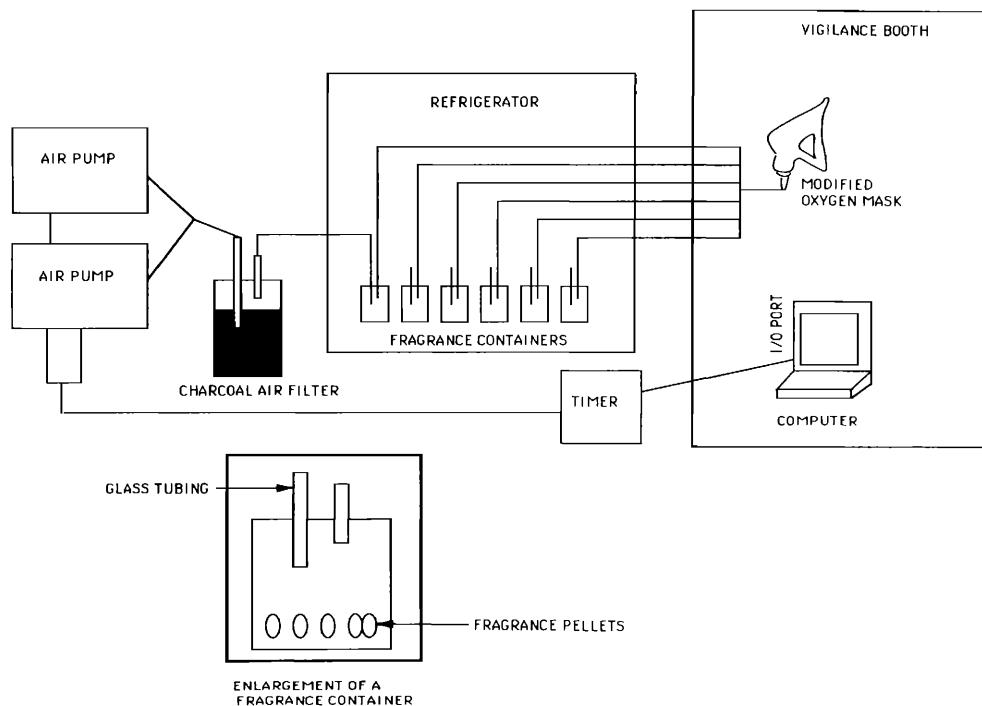 VIGILANCE BOOTH
REFRIGERATOR
AIR PUMP
MODIFIED
OXYGEN MASK
AIR PUMP
I/O PORT
FRAGRANCE CONTAINERS
CHARCOAL AIR FILTER
TIMER
COMPUTER
GLASS TUBING
FRAGRANCE PELLETS
ENLARGEMENT OF A
FRAGRANCE CONTAINER